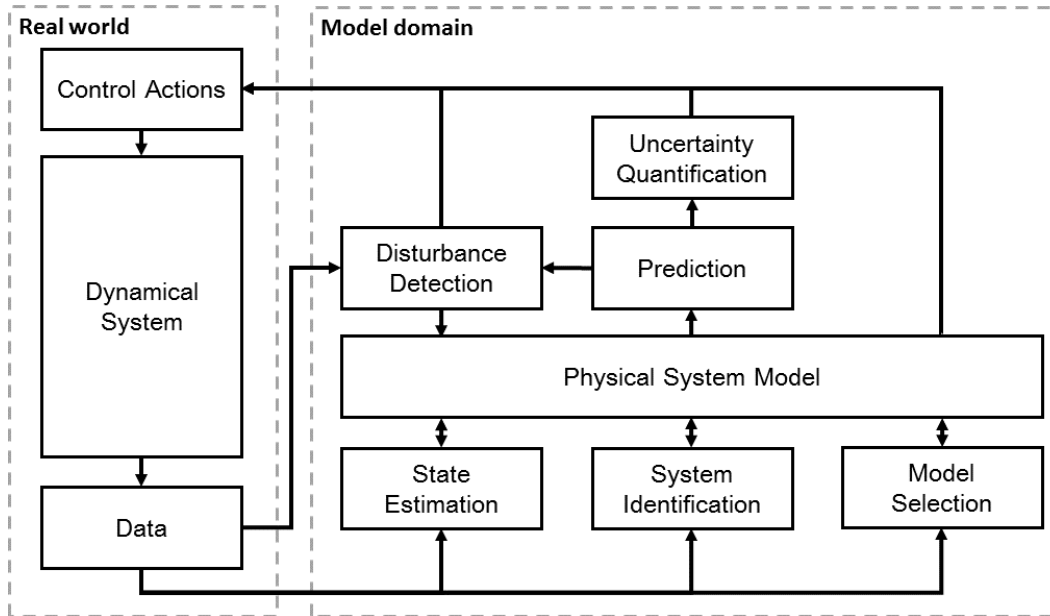 Real world
Model domain
Control Actions
Uncertainty
Quantification
Disturbance
Detection
Prediction
Dynamical
System
Physical System Model
State
Estimation
System
Identification
Model
Selection
Data